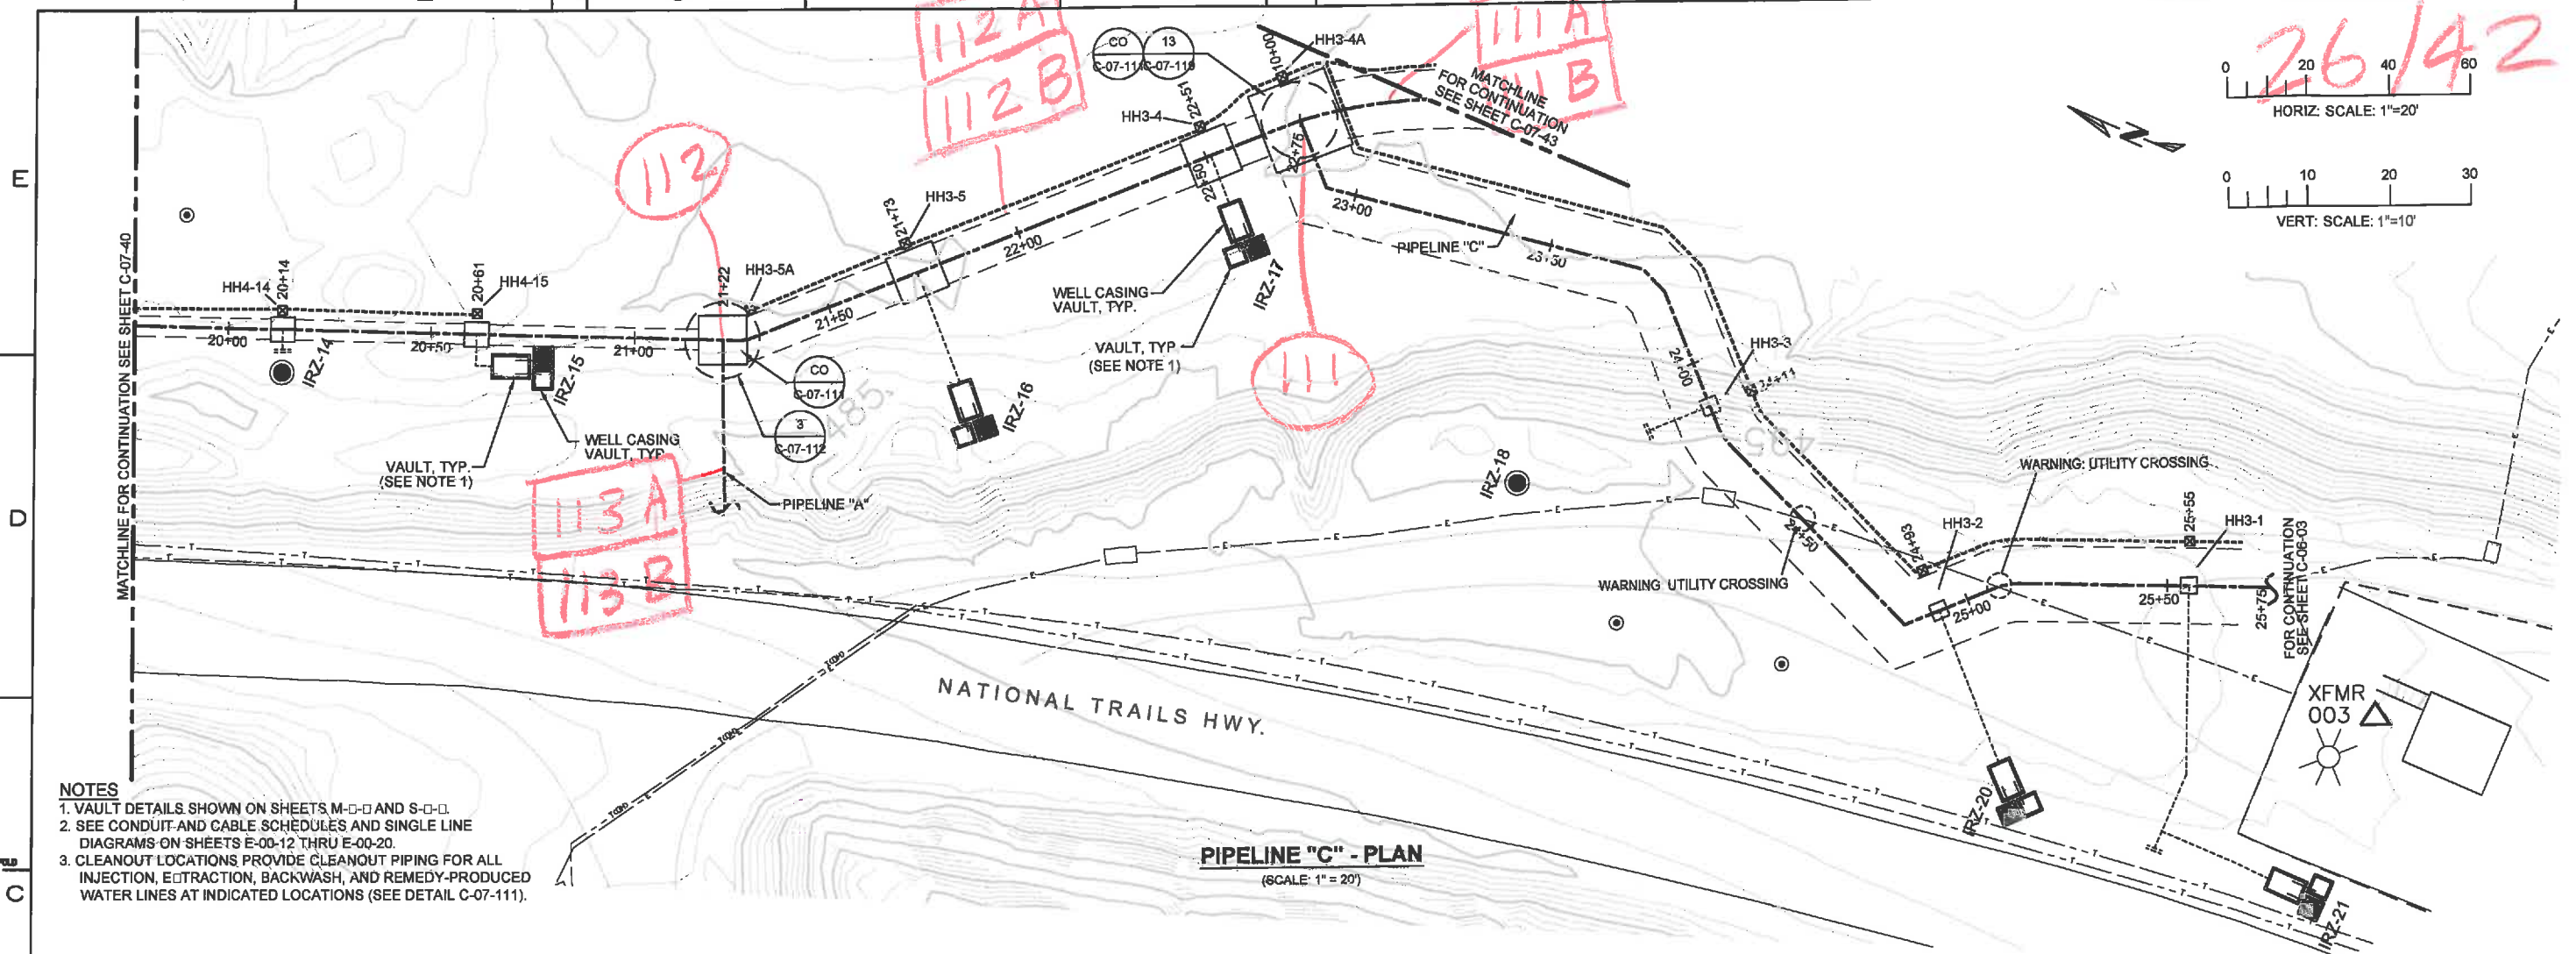 112 A
112 B
111 A
111 B
26/42
CO
C-07-111
13
C-07-110
10+00
HH3-4A
MATCHLINE
FOR CONTINUATION
SEE SHEET C-07-43
0 20 40 60
HORIZ: SCALE: 1"=20'
0 10 20 30
VERT: SCALE: 1"=10'
N
E
112
HH3-4
22+51
22+50
22+75
23+00
PIPELINE "C"
23+50
HH3-5
21+73
22+00
MATCHLINE FOR CONTINUATION SEE SHEET C-07-40
HH4-14
20+14
20+61
HH4-15
21+22
HH3-5A
WELL CASING
VAULT, TYP.
IRZ-17
VAULT, TYP
(SEE NOTE 1)
111
20+00
IRZ-14
20+50
21+00
21+50
IRZ-15
CO
C-07-111
3
C-07-112
485
IRZ-16
HH3-3
24+00
24+11
485
WELL CASING
VAULT, TYP
VAULT, TYP.
(SEE NOTE 1)
113 A
113 B
PIPELINE "A"
D
IRZ-18
WARNING: UTILITY CROSSING
24+50
24+93
HH3-2
25+55
HH3-1
WARNING UTILITY CROSSING
25+00
25+50
25+75
FOR CONTINUATION
SEE SHEET C-06-03
NATIONAL TRAILS HWY.
XFMR
003
IRZ-20
IRZ-21
NOTES
1. VAULT DETAILS SHOWN ON SHEETS M-□-□ AND S-□-□.
2. SEE CONDUIT AND CABLE SCHEDULES AND SINGLE LINE
DIAGRAMS ON SHEETS E-00-12 THRU E-00-20.
3. CLEANOUT LOCATIONS PROVIDE CLEANOUT PIPING FOR ALL
INJECTION, E□TRACTION, BACKWASH, AND REMEDY-PRODUCED
WATER LINES AT INDICATED LOCATIONS (SEE DETAIL C-07-111).
PIPELINE "C" - PLAN
(SCALE: 1" = 20')
C